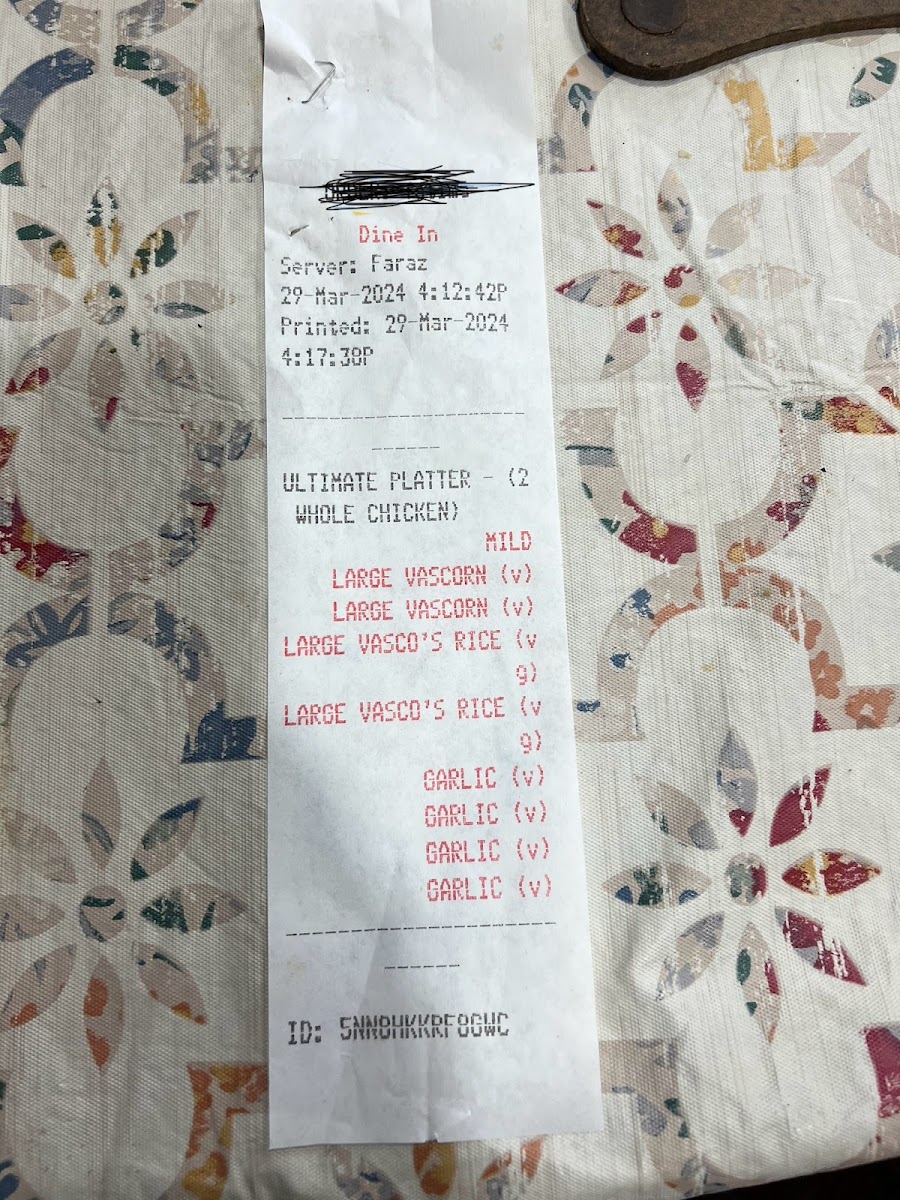 Dine In
Server: Faraz
29-Mar-2024 4:12:42P
Printed: 29-Mar-2024
4:17:38P
ULTIMATE PLATTER - (2
WHOLE CHICKEN)
MILD
LARGE VASCORN (v)
LARGE VASCORN (v)
LARGE VASCO'S RICE (v
g)
LARGE VASCO'S RICE (v
g)
GARLIC (v)
GARLIC (v)
GARLIC (v)
GARLIC (v)
ID: 5NN8HKKRF8GWC